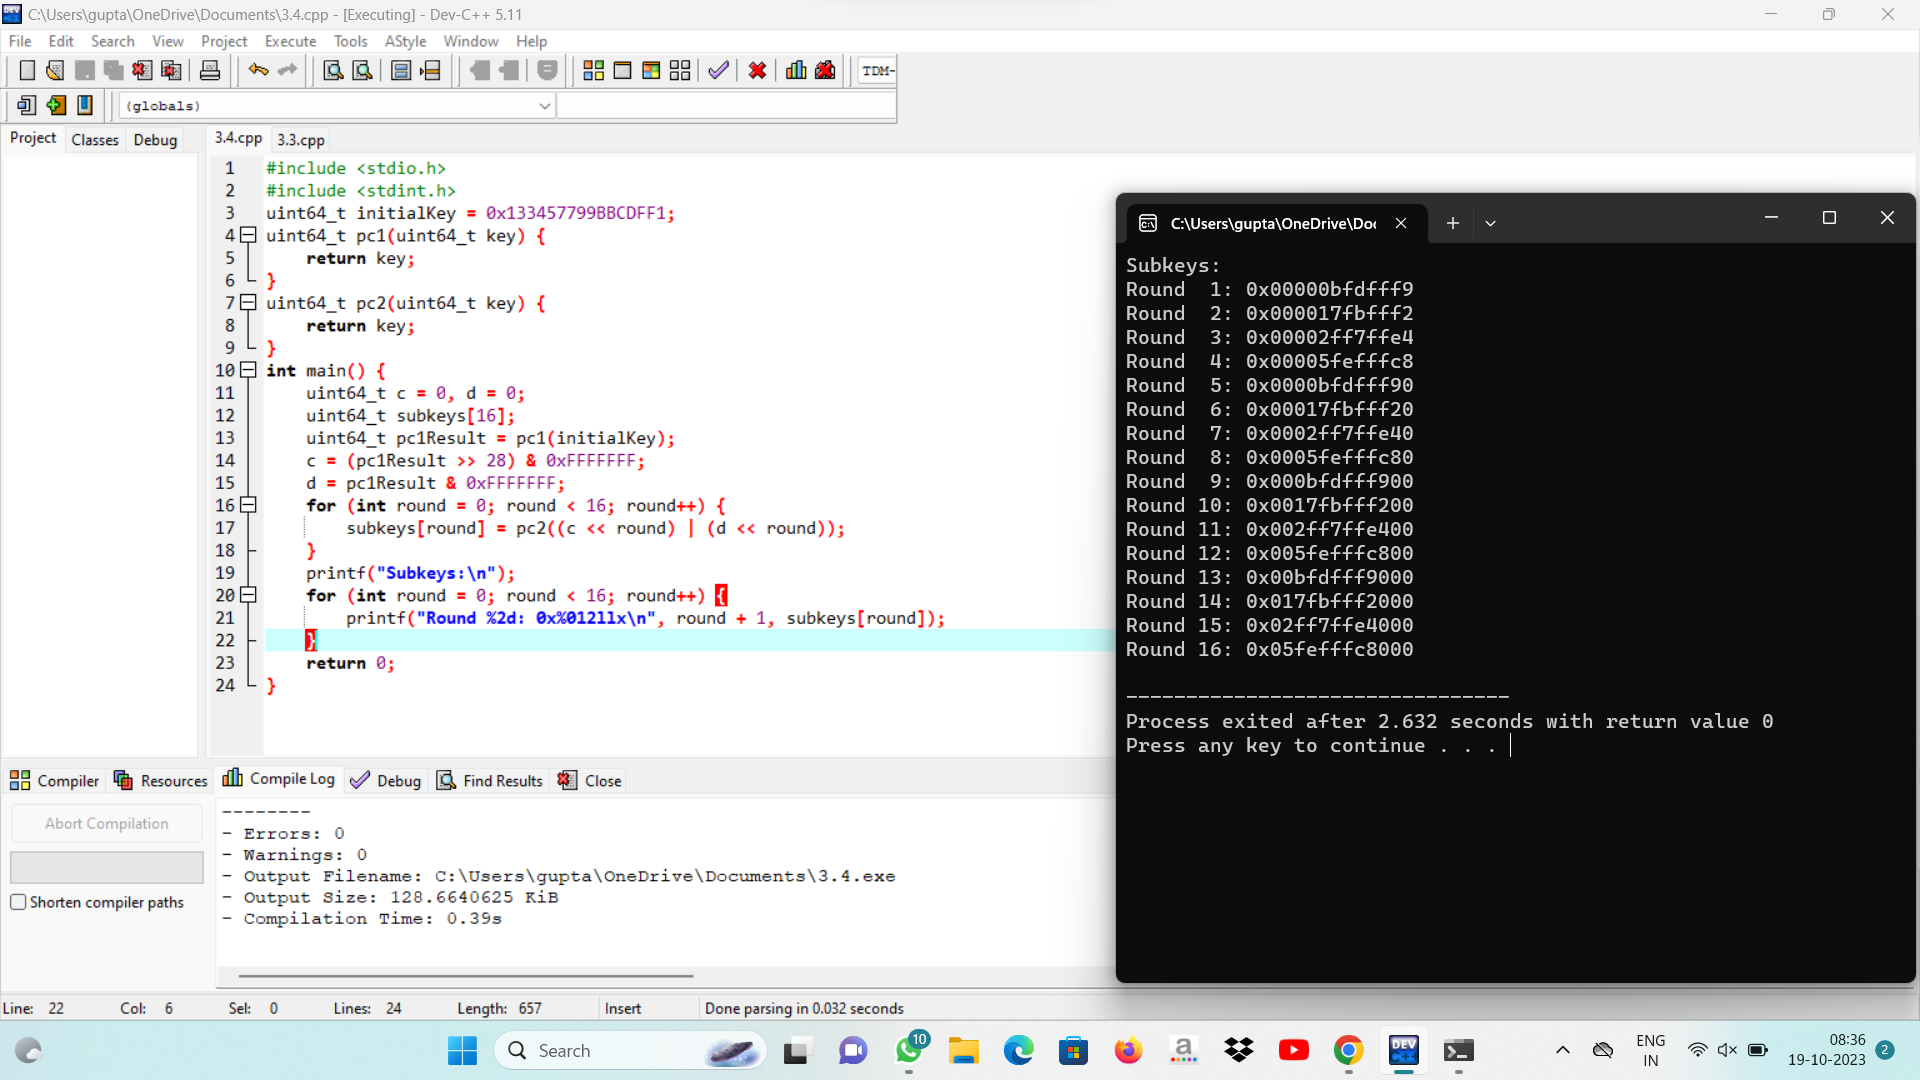 C:\Users\gupta\OneDrive\Documents\3.4.cpp - [Executing] - Dev-C++ 5.11
File Edit Search View Project Execute Tools AStyle Window Help
TDM-
(globals)
Project Classes Debug
3.4.cpp 3.3.cpp
1 #include <stdio.h>
2 #include <stdint.h>
3 uint64_t initialKey = 0x133457799BBCDFF1;
4 uint64_t pc1(uint64_t key) {
5     return key;
6 }
7 uint64_t pc2(uint64_t key) {
8     return key;
9 }
10 int main() {
11     uint64_t c = 0, d = 0;
12     uint64_t subkeys[16];
13     uint64_t pc1Result = pc1(initialKey);
14     c = (pc1Result >> 28) & 0xFFFFFFF;
15     d = pc1Result & 0xFFFFFFF;
16     for (int round = 0; round < 16; round++) {
17         subkeys[round] = pc2((c << round) | (d << round));
18     }
19     printf("Subkeys:\n");
20     for (int round = 0; round < 16; round++) {
21         printf("Round %2d: 0x%012llx\n", round + 1, subkeys[round]);
22     }
23     return 0;
24 }
C:\Users\gupta\OneDrive\Doc
Subkeys:
Round  1: 0x00000bfdfff9
Round  2: 0x000017fbfff2
Round  3: 0x00002ff7ffe4
Round  4: 0x00005fefffc8
Round  5: 0x0000bfdfff90
Round  6: 0x00017fbfff20
Round  7: 0x0002ff7ffe40
Round  8: 0x0005fefffc80
Round  9: 0x000bfdfff900
Round 10: 0x0017fbfff200
Round 11: 0x002ff7ffe400
Round 12: 0x005fefffc800
Round 13: 0x00bfdfff9000
Round 14: 0x017fbfff2000
Round 15: 0x02ff7ffe4000
Round 16: 0x05fefffc8000
--------------------------------
Process exited after 2.632 seconds with return value 0
Press any key to continue . . .
Compiler Resources Compile Log Debug Find Results Close
Abort Compilation
Shorten compiler paths
--------
- Errors: 0
- Warnings: 0
- Output Filename: C:\Users\gupta\OneDrive\Documents\3.4.exe
- Output Size: 128.6640625 KiB
- Compilation Time: 0.39s
Line: 22 Col: 6 Sel: 0 Lines: 24 Length: 657 Insert Done parsing in 0.032 seconds
Search
10
a
DEV
C++
ENG
IN
08:36
19-10-2023
2